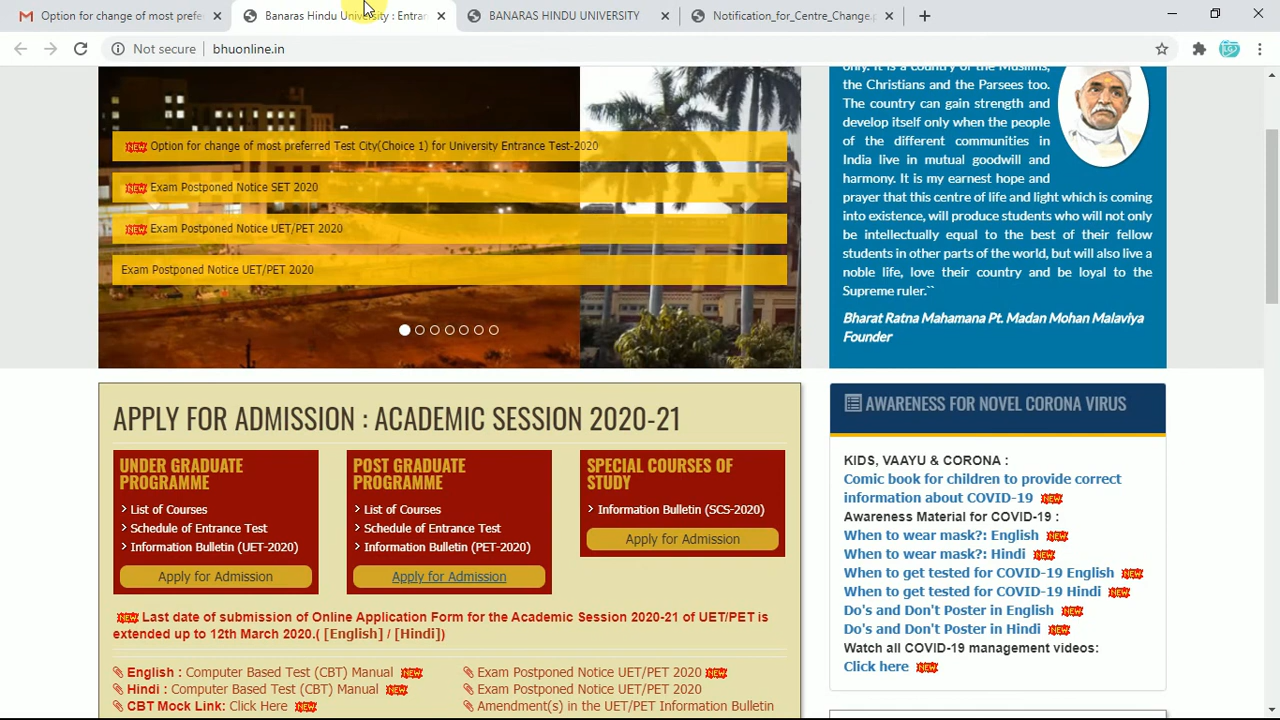 Option for change of most prefe
Banaras Hindu University : Entran
BANARAS HINDU UNIVERSITY
Notification_for_Centre_Change.p
Not secure
bhuonline.in
NEW Option for change of most preferred Test City(Choice 1) for University Entrance Test-2020
NEW Exam Postponed Notice SET 2020
NEW Exam Postponed Notice UET/PET 2020
Exam Postponed Notice UET/PET 2020
only. It is a country of the Muslims,
the Christians and the Parsees too.
The country can gain strength and
develop itself only when the people
of the different communities in
India live in mutual goodwill and
harmony. It is my earnest hope and
prayer that this centre of life and light which is coming
into existence, will produce students who will not only
be intellectually equal to the best of their fellow
students in other parts of the world, but will also live a
noble life, love their country and be loyal to the
Supreme ruler.``
Bharat Ratna Mahamana Pt. Madan Mohan Malaviya
Founder
APPLY FOR ADMISSION : ACADEMIC SESSION 2020-21
UNDER GRADUATE
PROGRAMME
List of Courses
Schedule of Entrance Test
Information Bulletin (UET-2020)
Apply for Admission
POST GRADUATE
PROGRAMME
List of Courses
Schedule of Entrance Test
Information Bulletin (PET-2020)
Apply for Admission
SPECIAL COURSES OF
STUDY
Information Bulletin (SCS-2020)
Apply for Admission
NEW Last date of submission of Online Application Form for the Academic Session 2020-21 of UET/PET is
extended up to 12th March 2020.( [English] / [Hindi])
English : Computer Based Test (CBT) Manual NEW
Hindi : Computer Based Test (CBT) Manual NEW
CBT Mock Link: Click Here NEW
Exam Postponed Notice UET/PET 2020 NEW
Exam Postponed Notice UET/PET 2020
Amendment(s) in the UET/PET Information Bulletin
AWARENESS FOR NOVEL CORONA VIRUS
KIDS, VAAYU & CORONA :
Comic book for children to provide correct
information about COVID-19 NEW
Awareness Material for COVID-19 :
When to wear mask?: English NEW
When to wear mask?: Hindi NEW
When to get tested for COVID-19 English NEW
When to get tested for COVID-19 Hindi NEW
Do's and Don't Poster in English NEW
Do's and Don't Poster in Hindi NEW
Watch all COVID-19 management videos:
Click here NEW